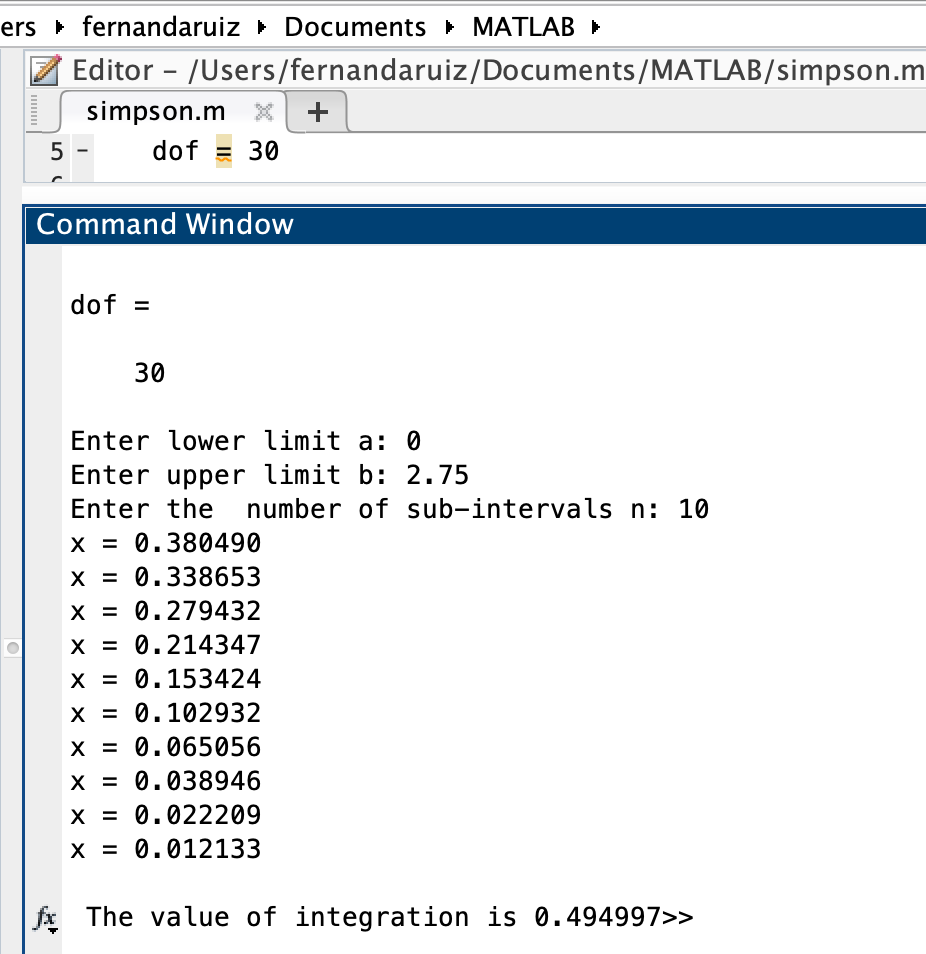 ers ▸ fernandaruiz ▸ Documents ▸ MATLAB ▸
Editor – /Users/fernandaruiz/Documents/MATLAB/simpson.m
simpson.m +
5 – dof = 30
Command Window
dof =
30
Enter lower limit a: 0
Enter upper limit b: 2.75
Enter the  number of sub-intervals n: 10
x = 0.380490
x = 0.338653
x = 0.279432
x = 0.214347
x = 0.153424
x = 0.102932
x = 0.065056
x = 0.038946
x = 0.022209
x = 0.012133
fx The value of integration is 0.494997>>